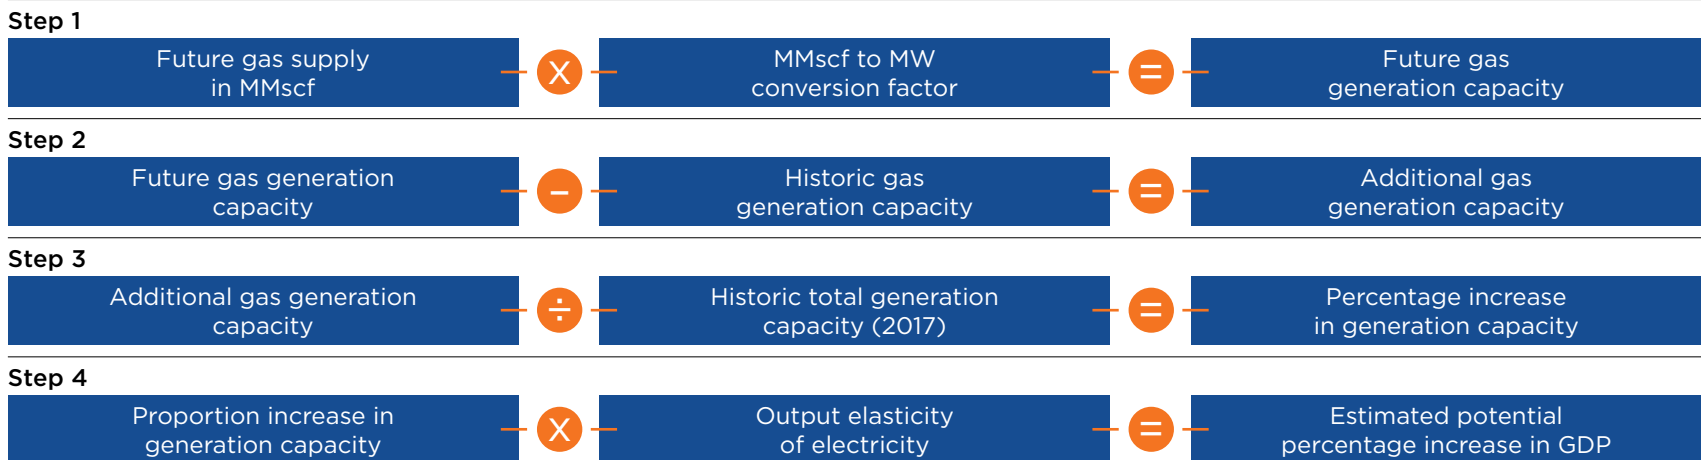 Step 1
Future gas supply
in MMscf
X
MMscf to MW
conversion factor
=
Future gas
generation capacity
Step 2
Future gas generation
capacity
–
Historic gas
generation capacity
=
Additional gas
generation capacity
Step 3
Additional gas generation
capacity
÷
Historic total generation
capacity (2017)
=
Percentage increase
in generation capacity
Step 4
Proportion increase in
generation capacity
X
Output elasticity
of electricity
=
Estimated potential
percentage increase in GDP